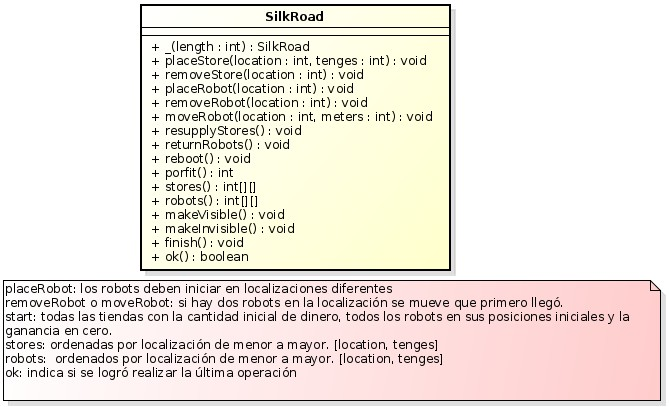 SilkRoad
+ _(length : int) : SilkRoad
+ placeStore(location : int, tenges : int) : void
+ removeStore(location : int) : void
+ placeRobot(location : int) : void
+ removeRobot(location : int) : void
+ moveRobot(location : int, meters : int) : void
+ resupplyStores() : void
+ returnRobots() : void
+ reboot() : void
+ porfit() : int
+ stores() : int[][]
+ robots() : int[][]
+ makeVisible() : void
+ makeInvisible() : void
+ finish() : void
+ ok() : boolean
placeRobot: los robots deben iniciar en localizaciones diferentes
removeRobot o moveRobot: si hay dos robots en la localización se mueve que primero llegó.
start: todas las tiendas con la cantidad inicial de dinero, todos los robots en sus posiciones iniciales y la
ganancia en cero.
stores: ordenadas por localización de menor a mayor. [location, tenges]
robots:  ordenados por localización de menor a mayor. [location, tenges]
ok: indica si se logró realizar la última operación